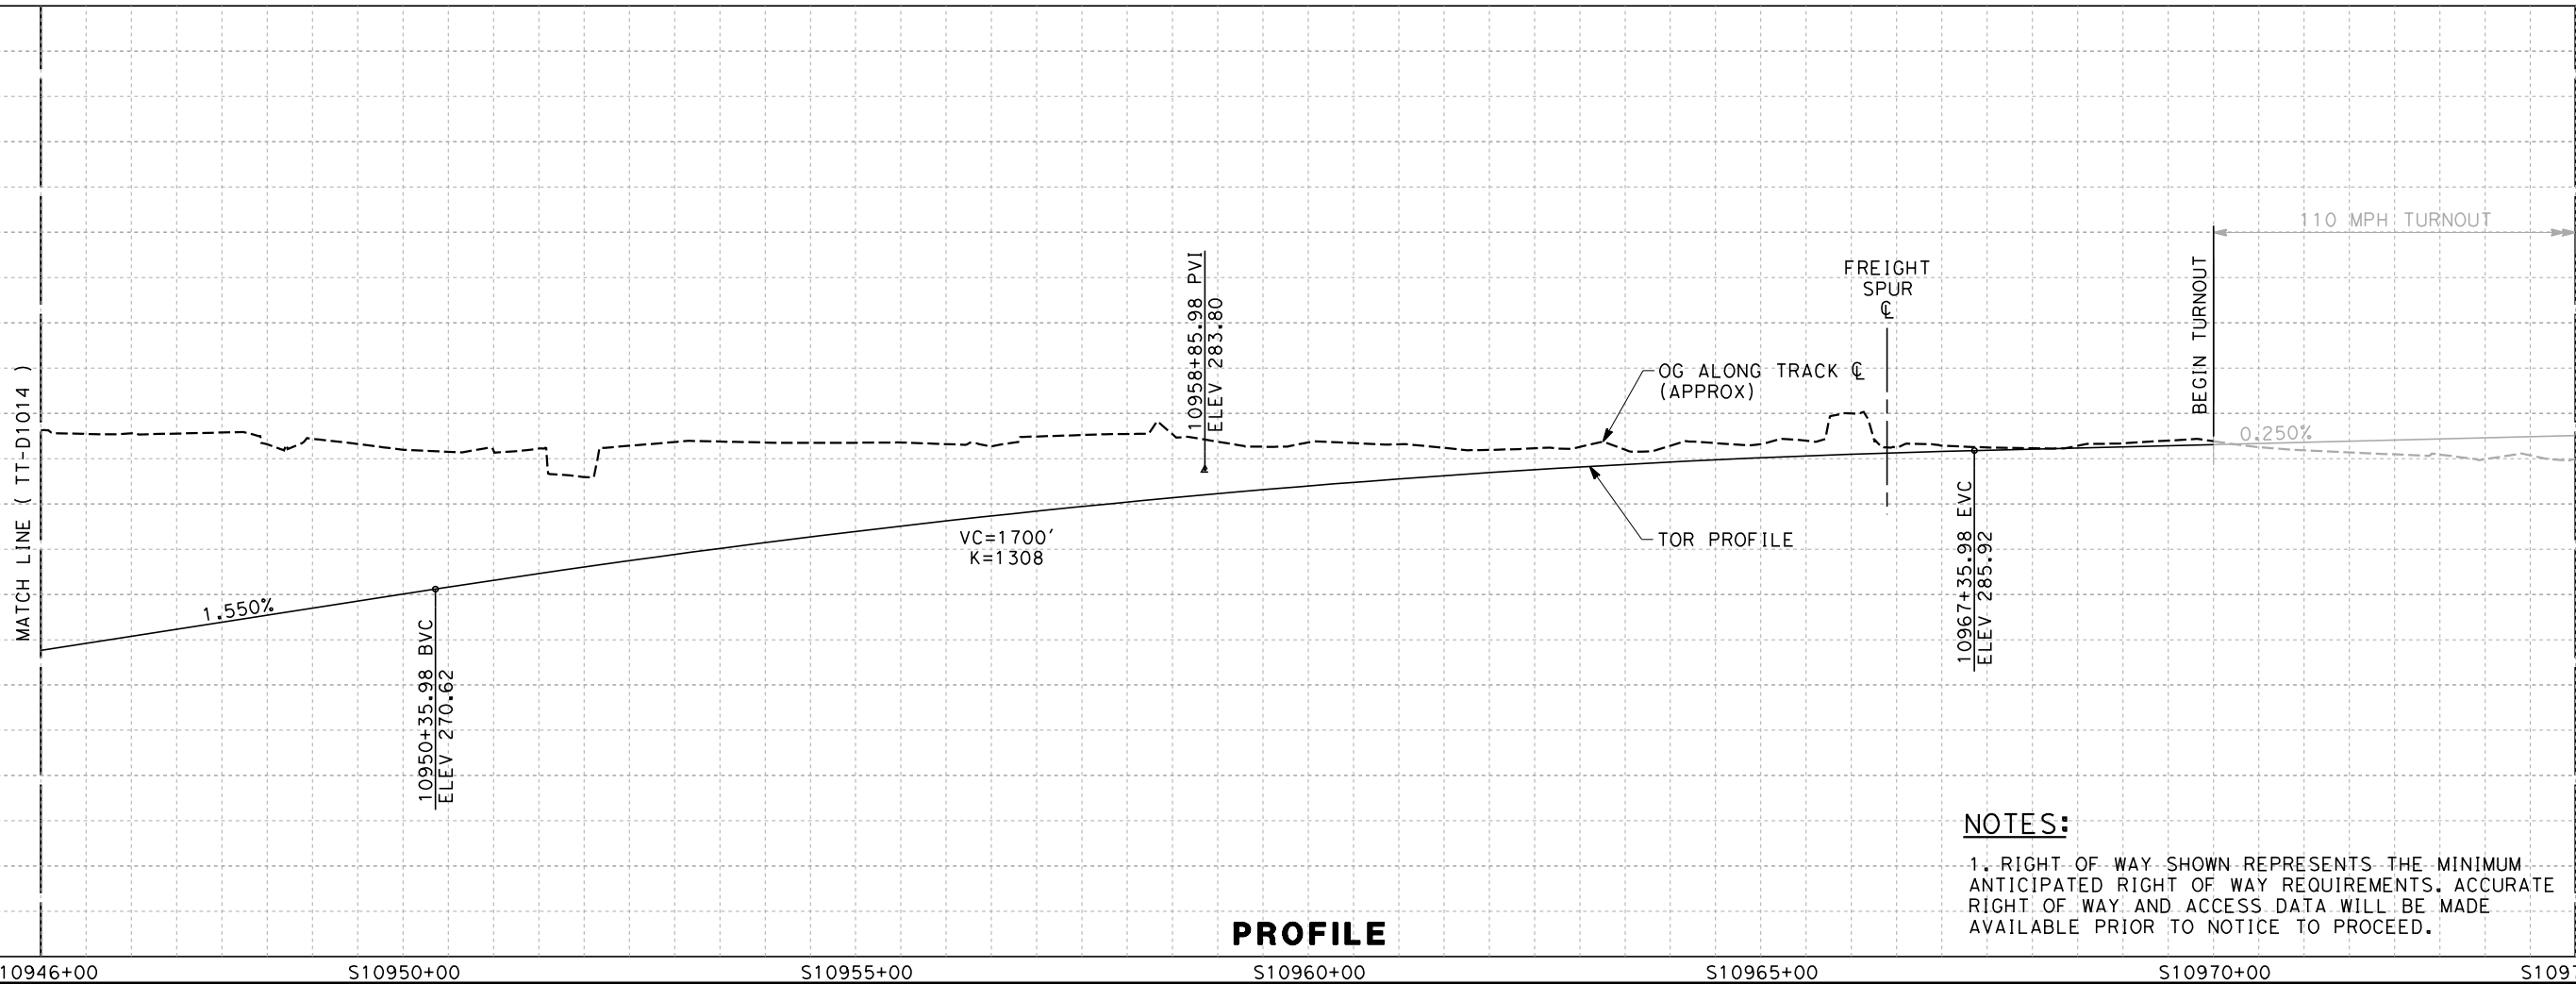 110 MPH TURNOUT
BEGIN TURNOUT
FREIGHT
SPUR
℄
10958+85.98 PVI
ELEV 283.80
OG ALONG TRACK ℄
(APPROX)
MATCH LINE ( TT-D1014 )
0.250%
TOR PROFILE
VC=1700'
K=1308
10967+35.98 EVC
ELEV 285.92
1.550%
10950+35.98 BVC
ELEV 270.62
NOTES:
1. RIGHT OF WAY SHOWN REPRESENTS THE MINIMUM
ANTICIPATED RIGHT OF WAY REQUIREMENTS. ACCURATE
RIGHT OF WAY AND ACCESS DATA WILL BE MADE
AVAILABLE PRIOR TO NOTICE TO PROCEED.
PROFILE
10946+00 S10950+00 S10955+00 S10960+00 S10965+00 S10970+00